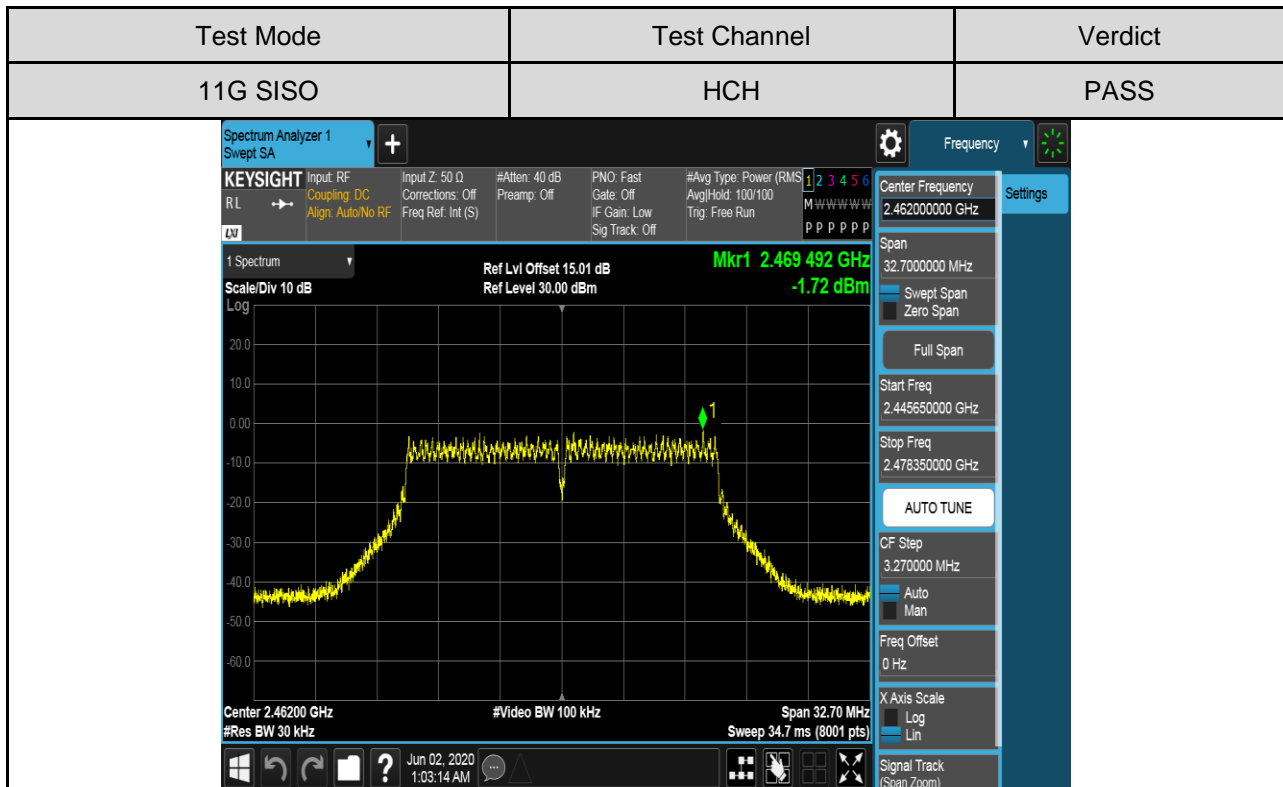 Test Mode Test Channel Verdict
11G SISO HCH PASS
Spectrum Analyzer 1
Swept SA
+
Frequency
KEYSIGHT Input: RF Input Z: 50 Ω #Atten: 40 dB PNO: Fast #Avg Type: Power (RMS 1 2 3 4 5 6
RL Coupling: DC Corrections: Off Preamp: Off Gate: Off Avg|Hold: 100/100 M W W W W W
Align: Auto/No RF Freq Ref: Int (S) IF Gain: Low Trig: Free Run
LXI Sig Track: Off P P P P P P
1 Spectrum Ref Lvl Offset 15.01 dB Mkr1 2.469 492 GHz
Scale/Div 10 dB Ref Level 30.00 dBm -1.72 dBm
Log
20.0
10.0
0.00
1
-10.0
-20.0
-30.0
-40.0
-50.0
-60.0
Center 2.46200 GHz #Video BW 100 kHz Span 32.70 MHz
#Res BW 30 kHz Sweep 34.7 ms (8001 pts)
? Jun 02, 2020
1:03:14 AM
Center Frequency
2.462000000 GHz
Settings
Span
32.7000000 MHz
Swept Span
Zero Span
Full Span
Start Freq
2.445650000 GHz
Stop Freq
2.478350000 GHz
AUTO TUNE
CF Step
3.270000 MHz
Auto
Man
Freq Offset
0 Hz
X Axis Scale
Log
Lin
Signal Track
(Span Zoom)